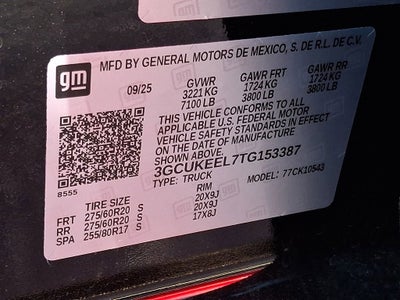 gm
MFD BY GENERAL MOTORS DE MEXICO, S. DE R.L. DE C.V.
09/25 GVWR GAWR FRT GAWR RR
3221 KG 1724 KG 1724 KG
7100 LB 3800 LB 3800 LB
THIS VEHICLE CONFORMS TO ALL
APPLICABLE U.S. FEDERAL MOTOR
VEHICLE SAFETY STANDARDS IN
EFFECT ON THE DATE OF
MANUFACTURE SHOWN ABOVE.
3GCUKEEL7TG153387
TYPE: TRUCK MODEL: 77CK10543
8555
TIRE SIZE RIM
FRT 275/60R20 S 20X9J
RR 275/60R20 S 20X9J
SPA 255/80R17 S 17X8J